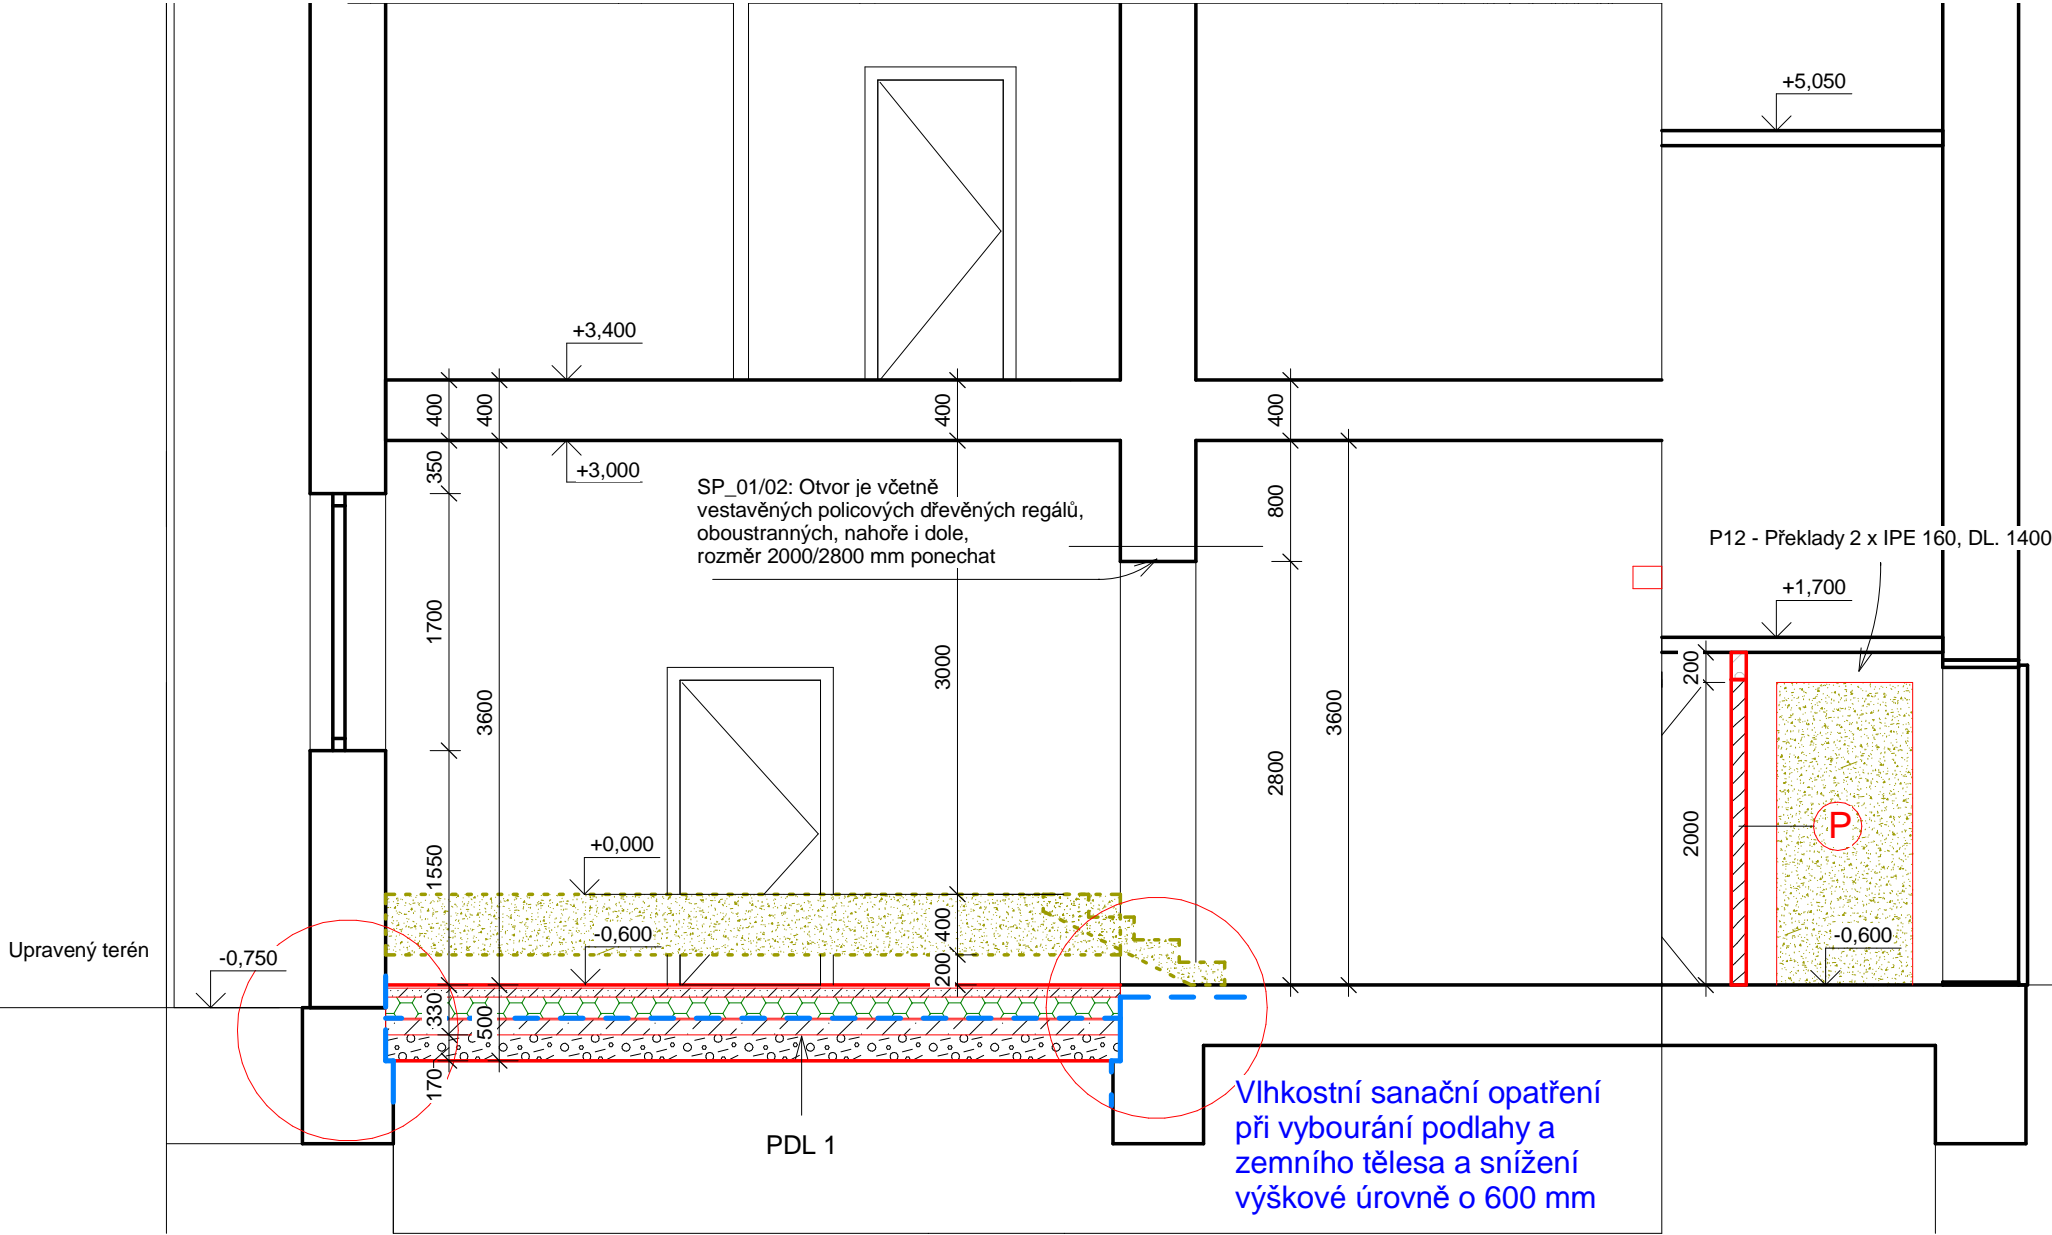 +5,050
+3,400
400
400
400
400
350
+3,000
SP_01/02: Otvor je včetně
vestavěných policových dřevěných regálů,
oboustranných, nahoře i dole,
rozměr 2000/2800 mm ponechat
800
P12 - Překlady 2 x IPE 160, DL. 1400
+1,700
1700
3600
3000
3600
200
2800
2000
P
+0,000
1550
400
-0,600
-0,600
Upravený terén
-0,750
200
330
500
170
PDL 1
Vlhkostní sanační opatření
při vybourání podlahy a
zemního tělesa a snížení
výškové úrovně o 600 mm